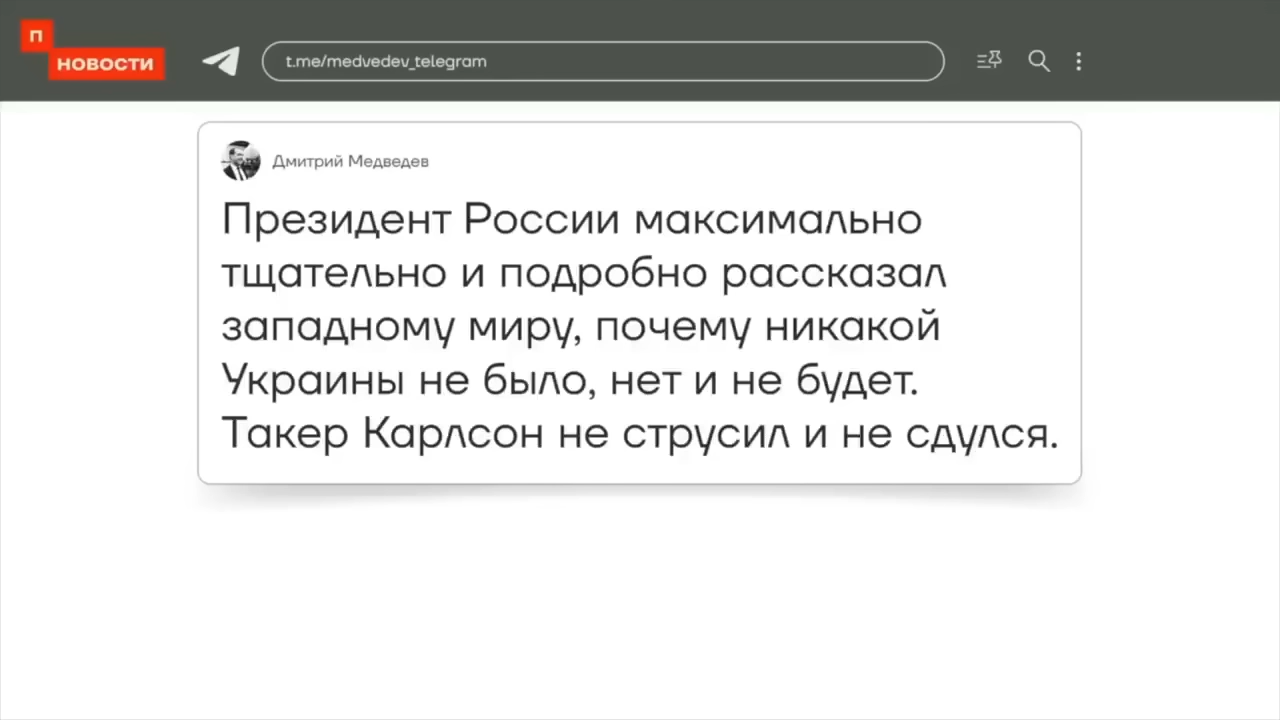 П
НОВОСТИ
t.me/medvedev_telegram
Дмитрий Медведев
Президент России максимально
тщательно и подробно рассказал
западному миру, почему никакой
Украины не было, нет и не будет.
Такер Карлсон не струсил и не сдулся.